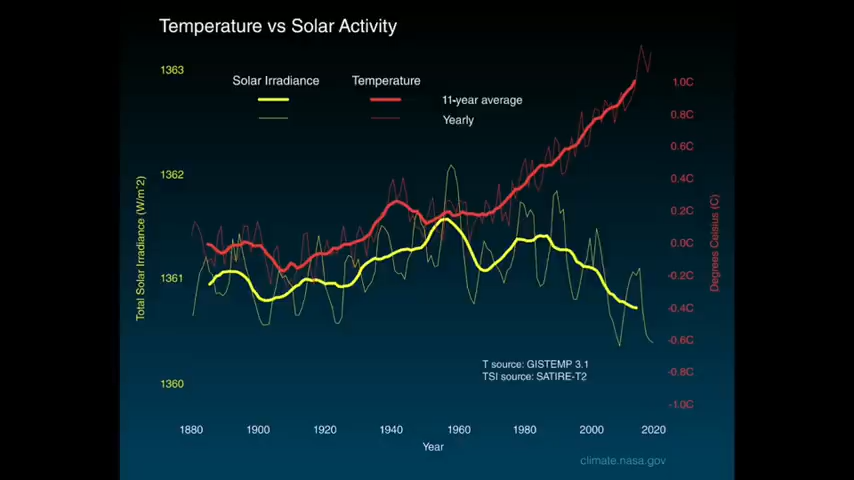 Temperature vs Solar Activity
Solar Irradiance Temperature
11-year average
Yearly
1363
1362
1361
1360
Total Solar Irradiance (W/m^2)
1.0C
0.8C
0.6C
0.4C
0.2C
0.0C
-0.2C
-0.4C
-0.6C
-0.8C
-1.0C
Degrees Celsius (C)
T source: GISTEMP 3.1
TSI source: SATIRE-T2
1880 1900 1920 1940 1960 1980 2000 2020
Year
climate.nasa.gov